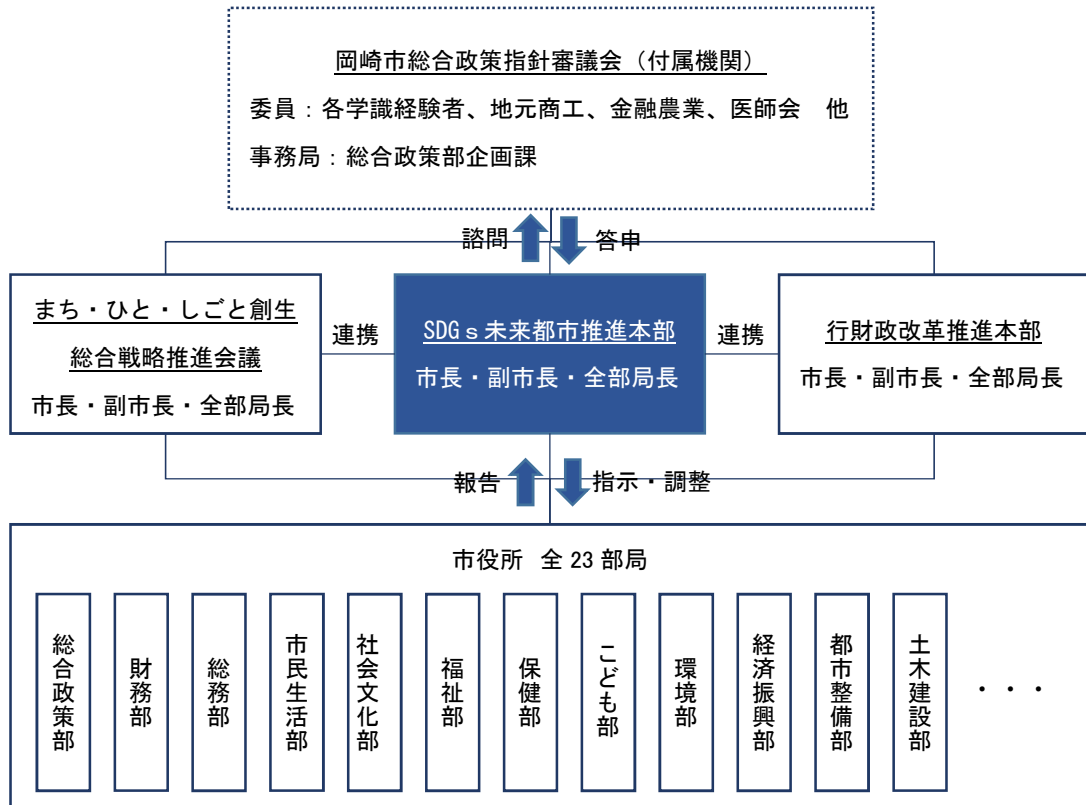 岡崎市総合政策指針審議会（付属機関）
委員：各学識経験者、地元商工、金融農業、医師会　他
事務局：総合政策部企画課
諮問
答申
まち・ひと・しごと創生
総合戦略推進会議
市長・副市長・全部局長
連携
SDGｓ未来都市推進本部
市長・副市長・全部局長
連携
行財政改革推進本部
市長・副市長・全部局長
報告
指示・調整
市役所 全23部局
総合政策部
財務部
総務部
市民生活部
社会文化部
福祉部
保健部
こども部
環境部
経済振興部
都市整備部
土木建設部
・・・